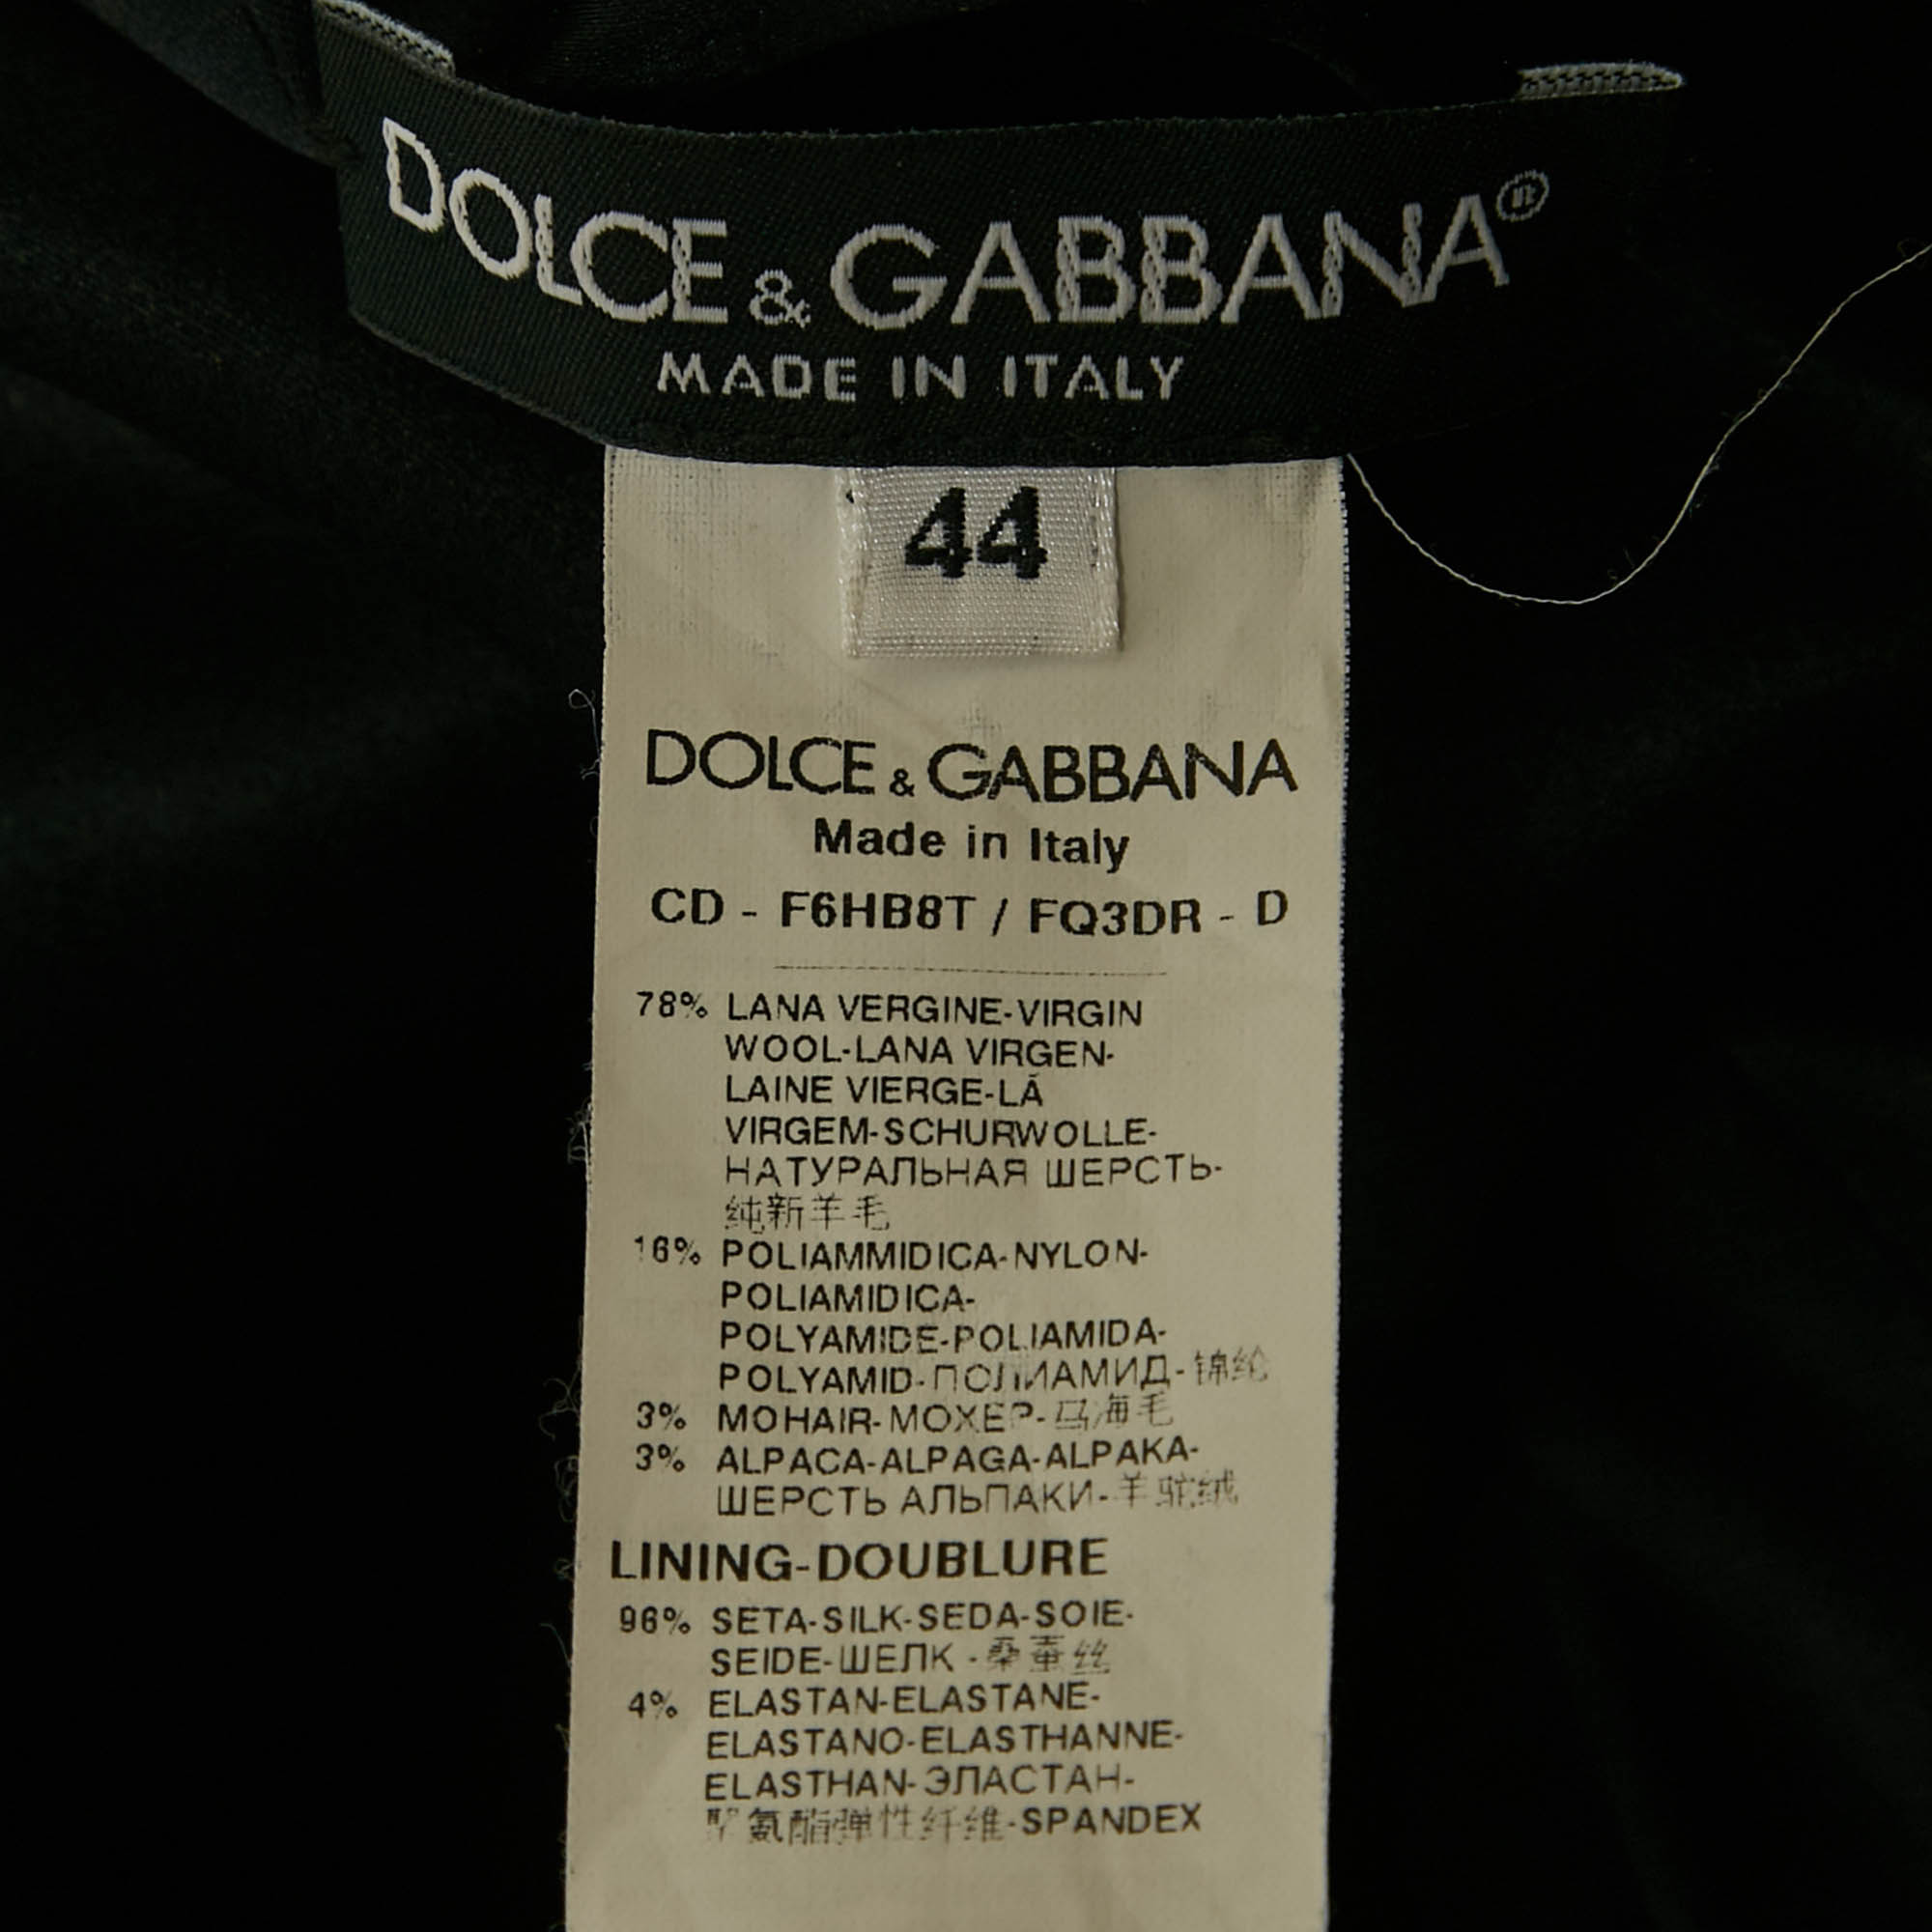 DOLCE & GABBANA®
MADE IN ITALY
44
DOLCE & GABBANA
Made in Italy
CD - F6HB8T / FQ3DR - D
78% LANA VERGINE-VIRGIN
WOOL-LANA VIRGEN-
LAINE VIERGE-LÃ
VIRGEM-SCHURWOLLE-
НАТУРАЛЬНАЯ ШЕРСТЬ-
纯新羊毛
16% POLIAMMIDICA-NYLON-
POLIAMIDICA-
POLYAMIDE-POLIAMIDA-
POLYAMID-ПОЛИАМИД-锦纶
3% MOHAIR-МОХЕР-马海毛
3% ALPACA-ALPAGA-ALPAKA-
ШЕРСТЬ АЛЬПАКИ-羊驼绒
LINING-DOUBLURE
96% SETA-SILK-SEDA-SOIE-
SEIDE-ШЕЛК-桑蚕丝
4% ELASTAN-ELASTANE-
ELASTANO-ELASTHANNE-
ELASTHAN-ЭЛАСТАН-
聚氨酯弹性纤维-SPANDEX